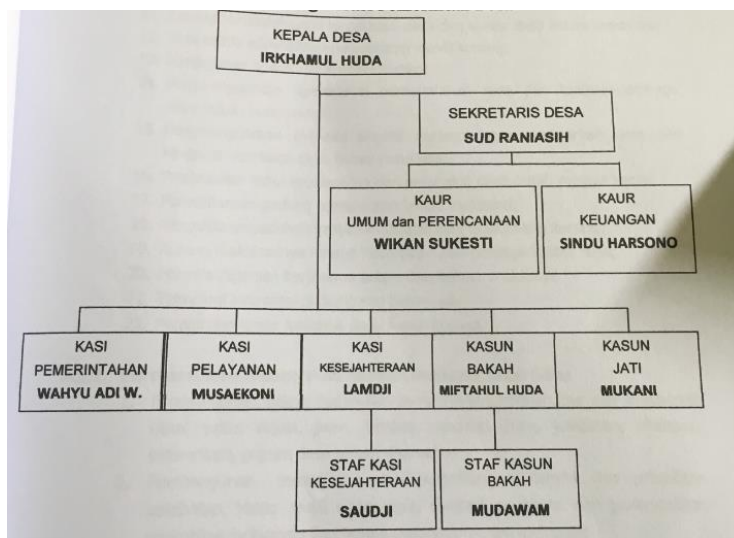 KEPALA DESA
IRKHAMUL HUDA
SEKRETARIS DESA
SUD RANIASIH
KAUR
UMUM dan PERENCANAAN
WIKAN SUKESTI
KAUR
KEUANGAN
SINDU HARSONO
KASI
PEMERINTAHAN
WAHYU ADI W.
KASI
PELAYANAN
MUSAEKONI
KASI
KESEJAHTERAAN
LAMDJI
KASUN
BAKAH
MIFTAHUL HUDA
KASUN
JATI
MUKANI
STAF KASI
KESEJAHTERAAN
SAUDJI
STAF KASUN
BAKAH
MUDAWAM